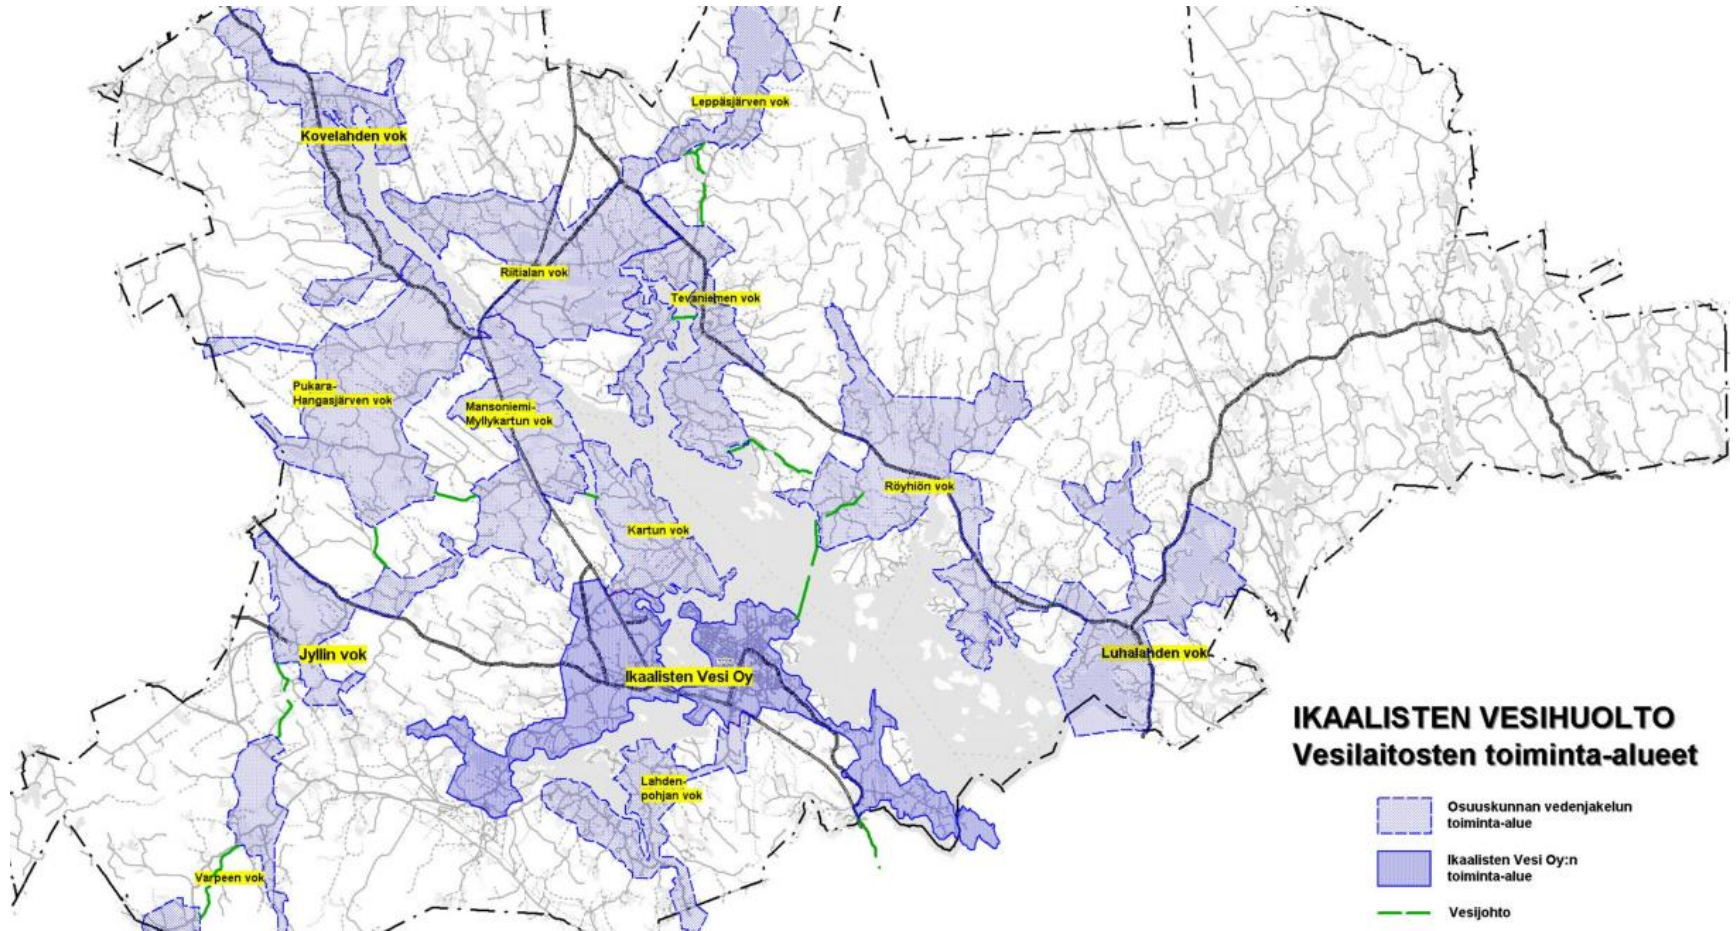 Leppäsjärven vok
Kovelahden vok
Riitialan vok
Tevaniemen vok
Pukara-
Hangasjärven vok
Mansoniemi-
Myllykartun vok
Röyhiön vok
Kartun vok
Jyllin vok
Luhalahden vok
Ikaalisten Vesi Oy
Lahden-
pohjan vok
Varpeen vok
IKAALISTEN VESIHUOLTO
Vesilaitosten toiminta-alueet
Osuuskunnan vedenjakelun
toiminta-alue
Ikaalisten Vesi Oy:n
toiminta-alue
Vesijohto